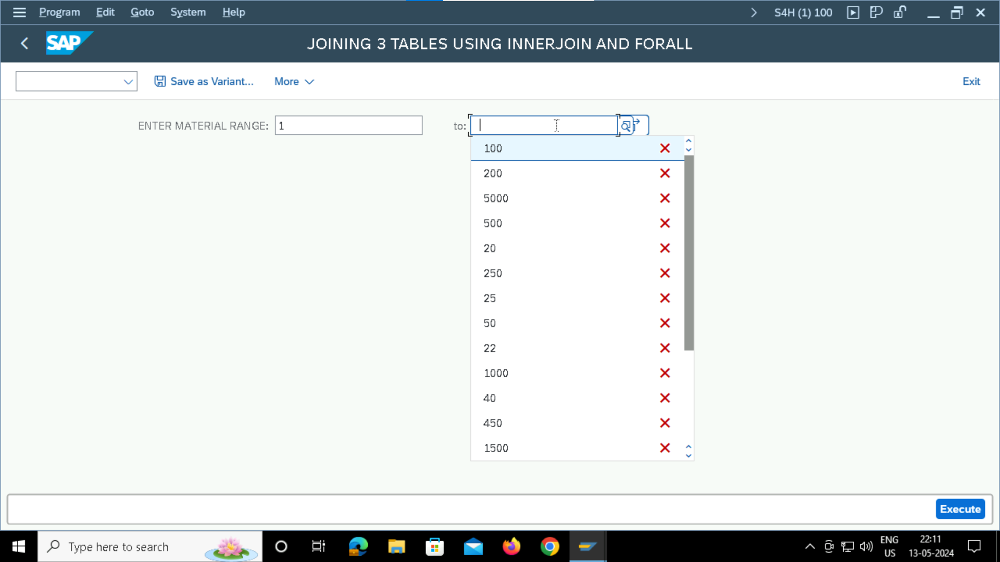 Program Edit Goto System Help S4H (1) 100
SAP JOINING 3 TABLES USING INNERJOIN AND FORALL
Save as Variant... More Exit
ENTER MATERIAL RANGE: 1 to:
100
200
5000
500
20
250
25
50
22
1000
40
450
1500
Execute
Type here to search
ENG
US
22:11
13-05-2024